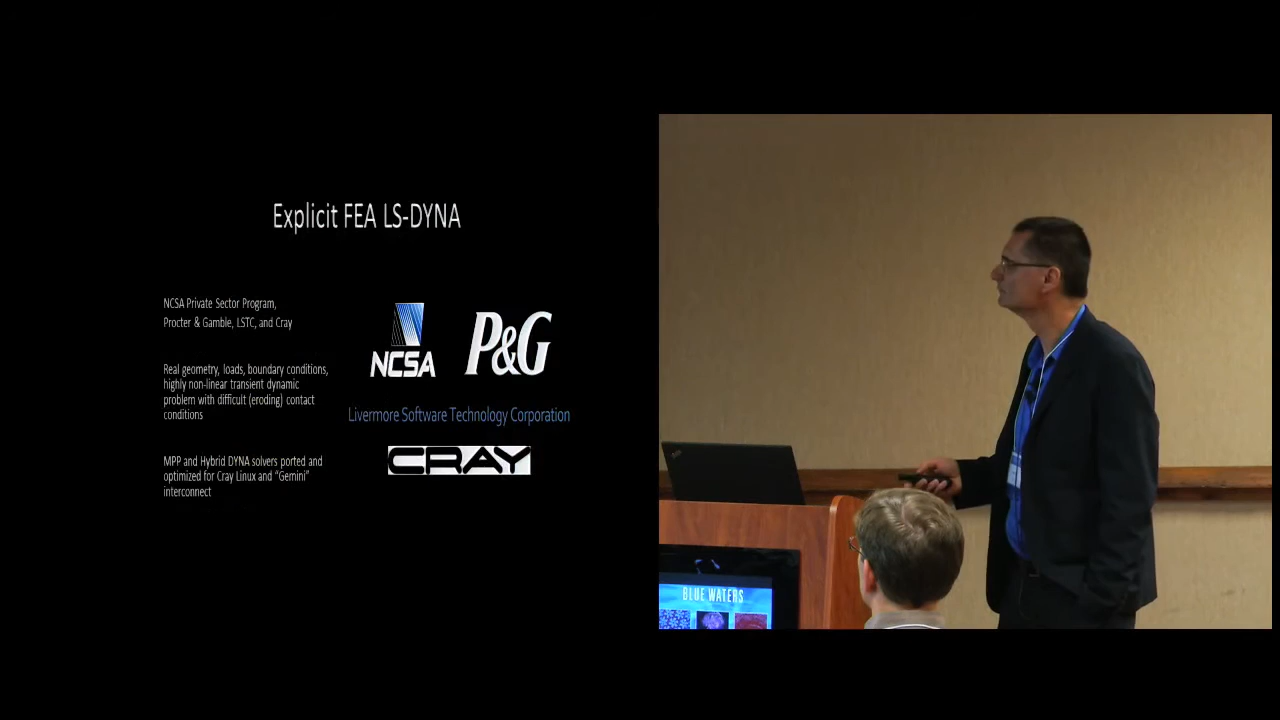 Explicit FEA LS-DYNA
NCSA Private Sector Program,
Procter & Gamble, LSTC, and Cray
Real geometry, loads, boundary conditions,
highly non-linear transient dynamic
problem with difficult (eroding) contact
conditions
MPP and Hybrid DYNA solvers ported and
optimized for Cray Linux and “Gemini”
interconnect
NCSA
P&G
Livermore Software Technology Corporation
CRAY
BLUE WATERS